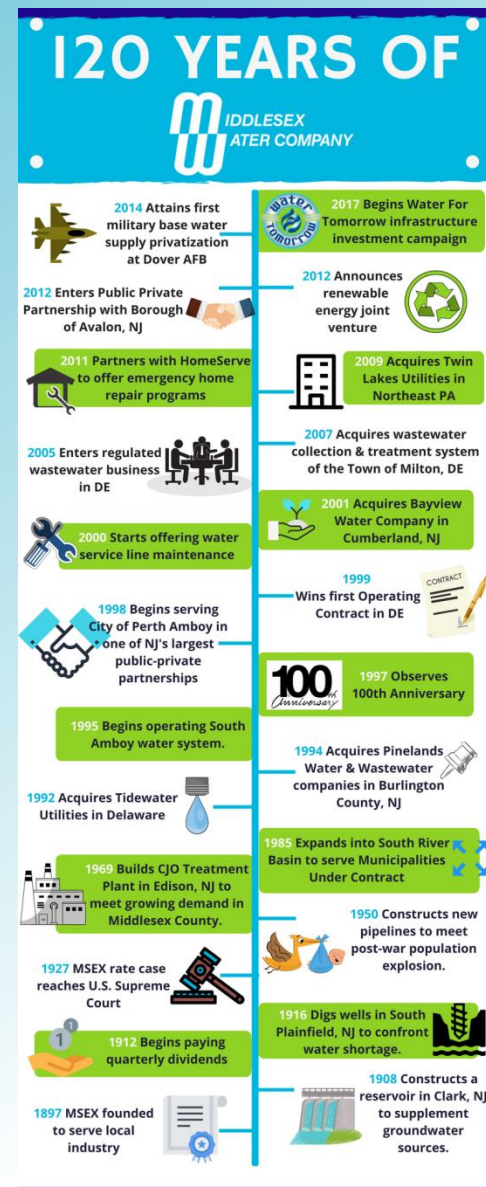 120 YEARS OF
MIDDLESEX
WATER COMPANY
2014 Attains first
military base water
supply privatization
at Dover AFB
water
Tomorrow
2017 Begins Water For
Tomorrow infrastructure
investment campaign
2012 Enters Public Private
Partnership with Borough
of Avalon, NJ
2012 Announces
renewable
energy joint
venture
2011 Partners with HomeServe
to offer emergency home
repair programs
2009 Acquires Twin
Lakes Utilities in
Northeast PA
2005 Enters regulated
wastewater business
in DE
2007 Acquires wastewater
collection & treatment system
of the Town of Milton, DE
2000 Starts offering water
service line maintenance
2001 Acquires Bayview
Water Company in
Cumberland, NJ
1998 Begins serving
City of Perth Amboy in
one of NJ's largest
public-private
partnerships
1999
Wins first Operating
Contract in DE
CONTRACT
100th
Anniversary
1997 Observes
100th Anniversary
1995 Begins operating South
Amboy water system.
1994 Acquires Pinelands
Water & Wastewater
companies in Burlington
County, NJ
1992 Acquires Tidewater
Utilities in Delaware
1985 Expands into South River
Basin to serve Municipalities
Under Contract
1969 Builds CJO Treatment
Plant in Edison, NJ to
meet growing demand in
Middlesex County.
1950 Constructs new
pipelines to meet
post-war population
explosion.
1927 MSEX rate case
reaches U.S. Supreme
Court
1916 Digs wells in South
Plainfield, NJ to confront
water shortage.
1
1
1912 Begins paying
quarterly dividends
1908 Constructs a
reservoir in Clark, NJ
to supplement
groundwater
sources.
1897 MSEX founded
to serve local
industry